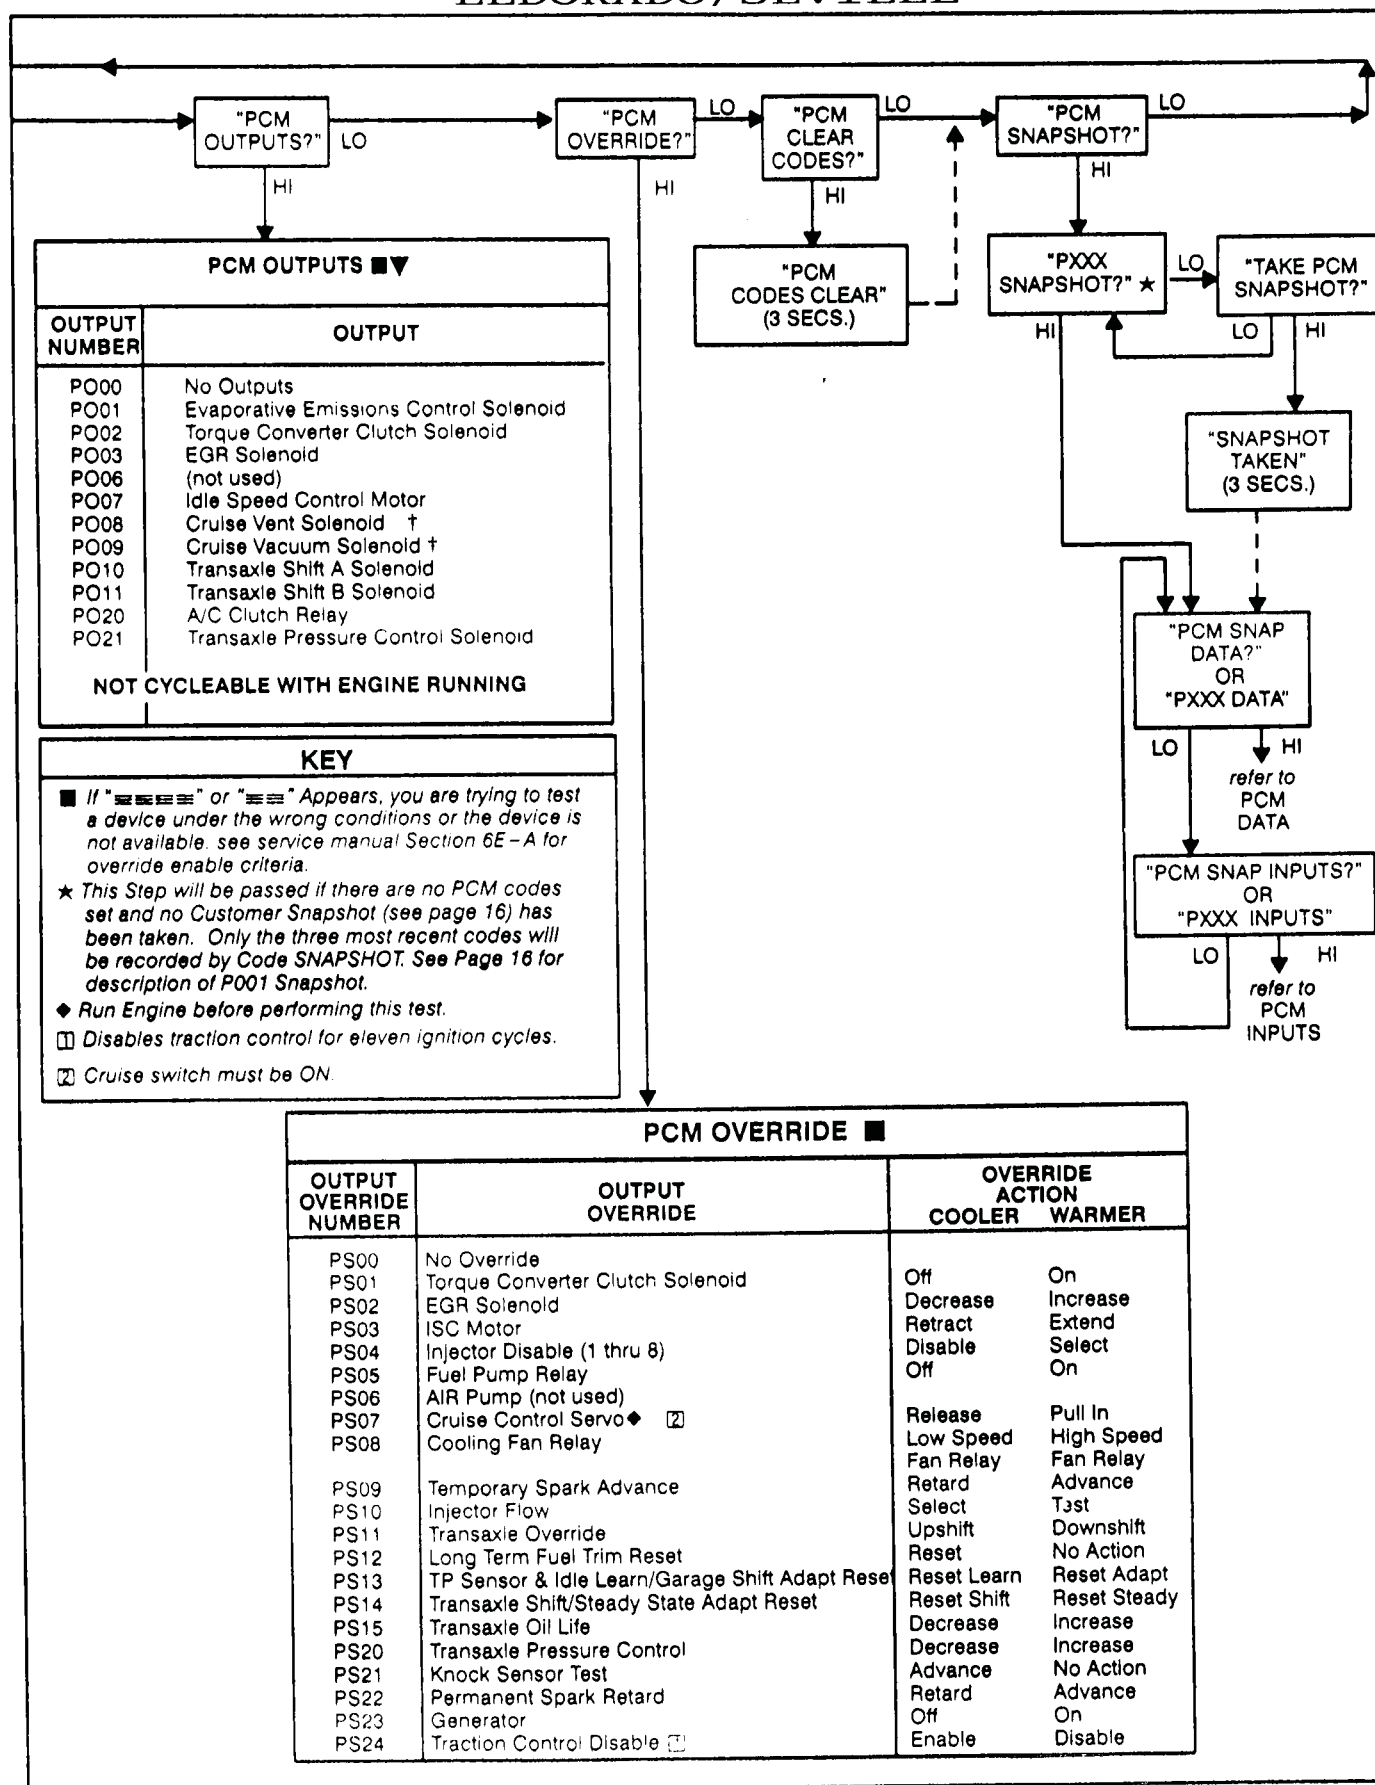 ELDORADO/SEVILLE
"PCM
OUTPUTS?"
LO
HI
"PCM
OVERRIDE?"
LO
HI
"PCM
CLEAR
CODES?"
LO
HI
"PCM
SNAPSHOT?"
LO
HI
"PCM
CODES CLEAR"
(3 SECS.)
"PXXX
SNAPSHOT?" ★
LO
HI
"TAKE PCM
SNAPSHOT?"
LO
HI
"SNAPSHOT
TAKEN"
(3 SECS.)
"PCM SNAP
DATA?"
OR
"PXXX DATA"
LO
HI
refer to
PCM
DATA
"PCM SNAP INPUTS?"
OR
"PXXX INPUTS"
LO
HI
refer to
PCM
INPUTS
PCM OUTPUTS ■▼
OUTPUT
NUMBER
OUTPUT
PO00 No Outputs
PO01 Evaporative Emissions Control Solenoid
PO02 Torque Converter Clutch Solenoid
PO03 EGR Solenoid
PO06 (not used)
PO07 Idle Speed Control Motor
PO08 Cruise Vent Solenoid †
PO09 Cruise Vacuum Solenoid †
PO10 Transaxle Shift A Solenoid
PO11 Transaxle Shift B Solenoid
PO20 A/C Clutch Relay
PO21 Transaxle Pressure Control Solenoid
NOT CYCLEABLE WITH ENGINE RUNNING
KEY
■ If "" or "" Appears, you are trying to test
a device under the wrong conditions or the device is
not available. see service manual Section 6E-A for
override enable criteria.
★ This Step will be passed if there are no PCM codes
set and no Customer Snapshot (see page 16) has
been taken. Only the three most recent codes will
be recorded by Code SNAPSHOT. See Page 16 for
description of P001 Snapshot.
◆ Run Engine before performing this test.
1 Disables traction control for eleven ignition cycles.
2 Cruise switch must be ON.
PCM OVERRIDE ■
OUTPUT
OVERRIDE
NUMBER
OUTPUT
OVERRIDE
OVERRIDE
ACTION
COOLER WARMER
PS00 No Override
PS01 Torque Converter Clutch Solenoid Off On
PS02 EGR Solenoid Decrease Increase
PS03 ISC Motor Retract Extend
PS04 Injector Disable (1 thru 8) Disable Select
PS05 Fuel Pump Relay Off On
PS06 AIR Pump (not used)
PS07 Cruise Control Servo◆ 2 Release Pull In
PS08 Cooling Fan Relay Low Speed High Speed
Fan Relay Fan Relay
PS09 Temporary Spark Advance Retard Advance
PS10 Injector Flow Select Test
PS11 Transaxle Override Upshift Downshift
PS12 Long Term Fuel Trim Reset Reset No Action
PS13 TP Sensor & Idle Learn/Garage Shift Adapt Reset Reset Learn Reset Adapt
PS14 Transaxle Shift/Steady State Adapt Reset Reset Shift Reset Steady
PS15 Transaxle Oil Life Decrease Increase
PS20 Transaxle Pressure Control Decrease Increase
PS21 Knock Sensor Test Advance No Action
PS22 Permanent Spark Retard Retard Advance
PS23 Generator Off On
PS24 Traction Control Disable 1 Enable Disable